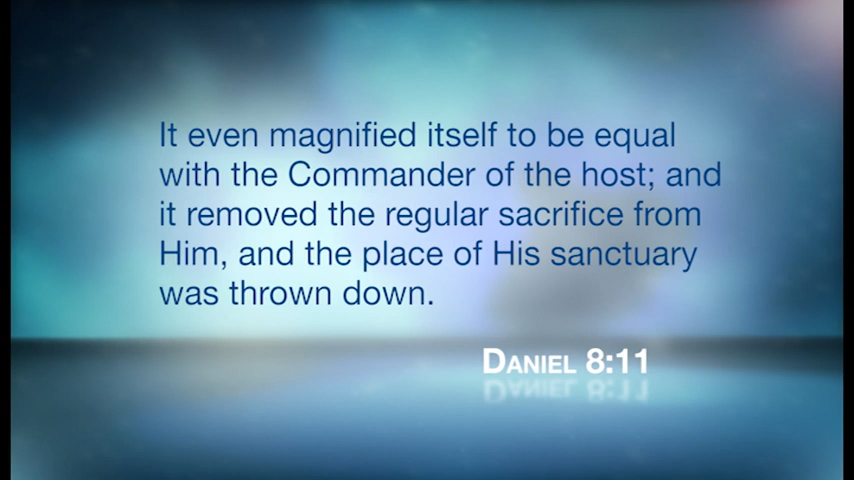 It even magnified itself to be equal
with the Commander of the host; and
it removed the regular sacrifice from
Him, and the place of His sanctuary
was thrown down.
DANIEL 8:11